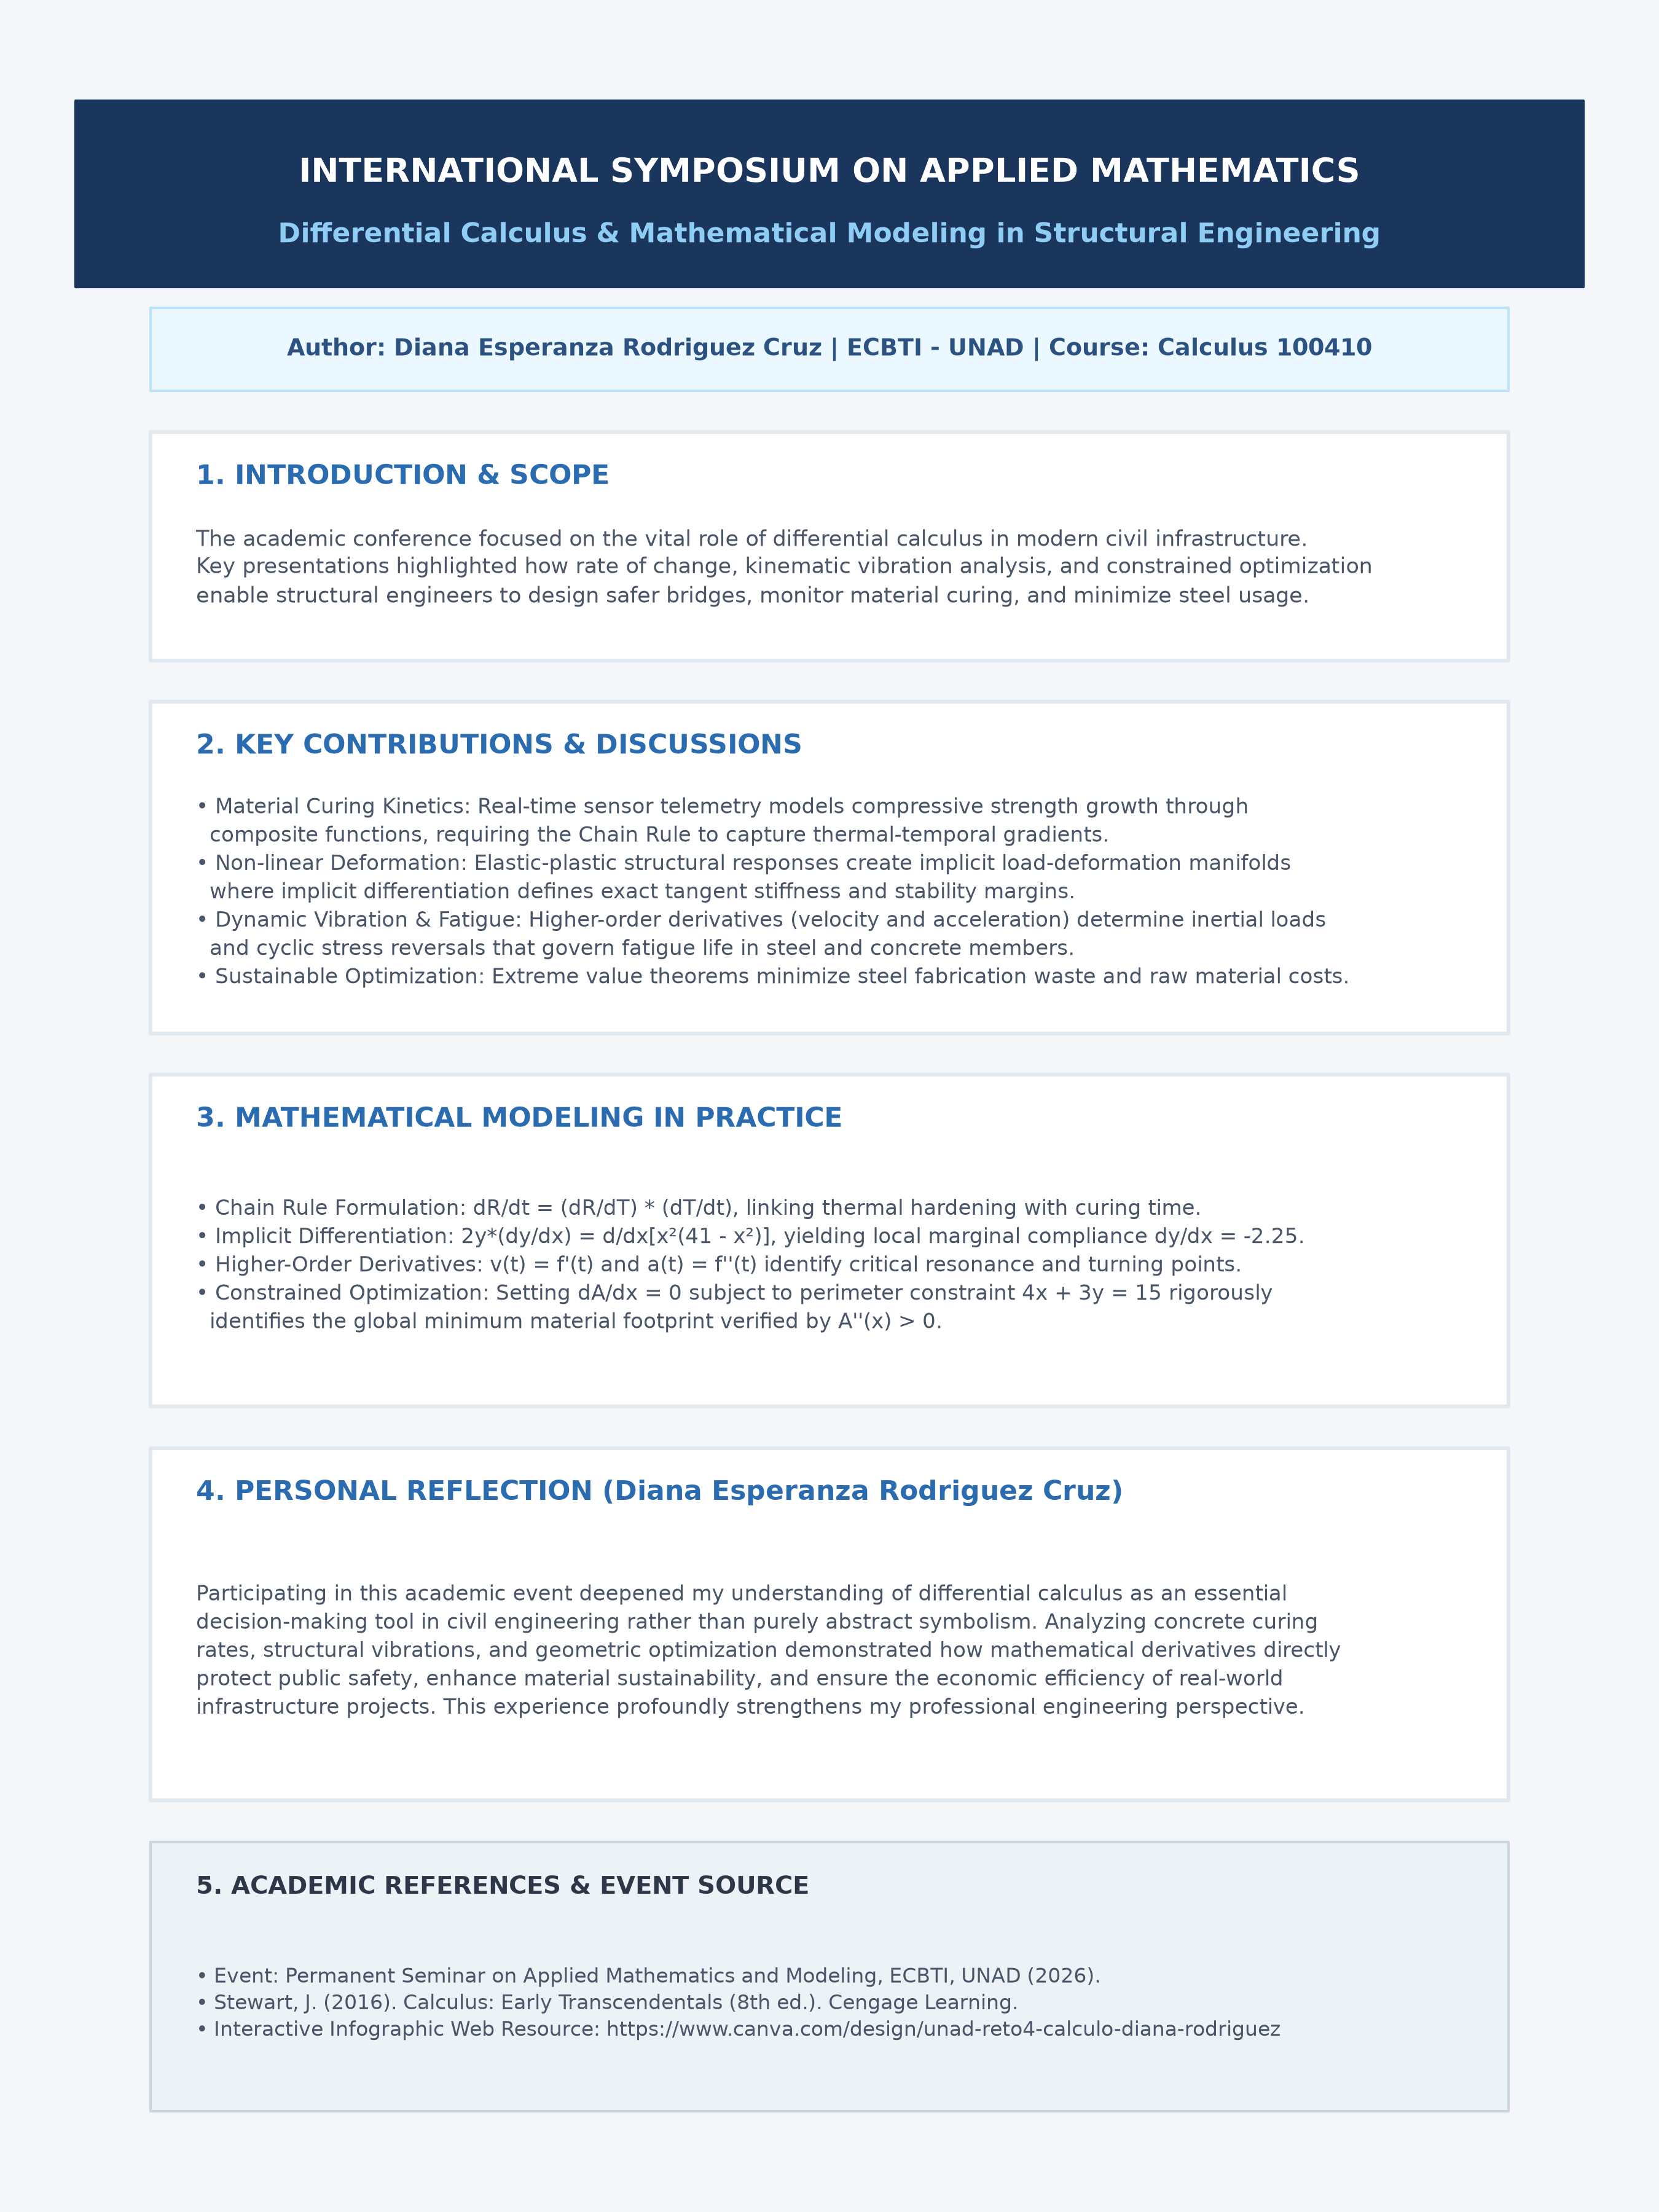 INTERNATIONAL SYMPOSIUM ON APPLIED MATHEMATICS
Differential Calculus & Mathematical Modeling in Structural Engineering
Author: Diana Esperanza Rodriguez Cruz | ECBTI - UNAD | Course: Calculus 100410
1. INTRODUCTION & SCOPE
The academic conference focused on the vital role of differential calculus in modern civil infrastructure.
Key presentations highlighted how rate of change, kinematic vibration analysis, and constrained optimization
enable structural engineers to design safer bridges, monitor material curing, and minimize steel usage.
2. KEY CONTRIBUTIONS & DISCUSSIONS
• Material Curing Kinetics: Real-time sensor telemetry models compressive strength growth through
composite functions, requiring the Chain Rule to capture thermal-temporal gradients.
• Non-linear Deformation: Elastic-plastic structural responses create implicit load-deformation manifolds
where implicit differentiation defines exact tangent stiffness and stability margins.
• Dynamic Vibration & Fatigue: Higher-order derivatives (velocity and acceleration) determine inertial loads
and cyclic stress reversals that govern fatigue life in steel and concrete members.
• Sustainable Optimization: Extreme value theorems minimize steel fabrication waste and raw material costs.
3. MATHEMATICAL MODELING IN PRACTICE
• Chain Rule Formulation: dR/dt = (dR/dT) * (dT/dt), linking thermal hardening with curing time.
• Implicit Differentiation: 2y*(dy/dx) = d/dx[x²(41 - x²)], yielding local marginal compliance dy/dx = -2.25.
• Higher-Order Derivatives: v(t) = f'(t) and a(t) = f''(t) identify critical resonance and turning points.
• Constrained Optimization: Setting dA/dx = 0 subject to perimeter constraint 4x + 3y = 15 rigorously
identifies the global minimum material footprint verified by A''(x) > 0.
4. PERSONAL REFLECTION (Diana Esperanza Rodriguez Cruz)
Participating in this academic event deepened my understanding of differential calculus as an essential
decision-making tool in civil engineering rather than purely abstract symbolism. Analyzing concrete curing
rates, structural vibrations, and geometric optimization demonstrated how mathematical derivatives directly
protect public safety, enhance material sustainability, and ensure the economic efficiency of real-world
infrastructure projects. This experience profoundly strengthens my professional engineering perspective.
5. ACADEMIC REFERENCES & EVENT SOURCE
• Event: Permanent Seminar on Applied Mathematics and Modeling, ECBTI, UNAD (2026).
• Stewart, J. (2016). Calculus: Early Transcendentals (8th ed.). Cengage Learning.
• Interactive Infographic Web Resource: https://www.canva.com/design/unad-reto4-calculo-diana-rodriguez